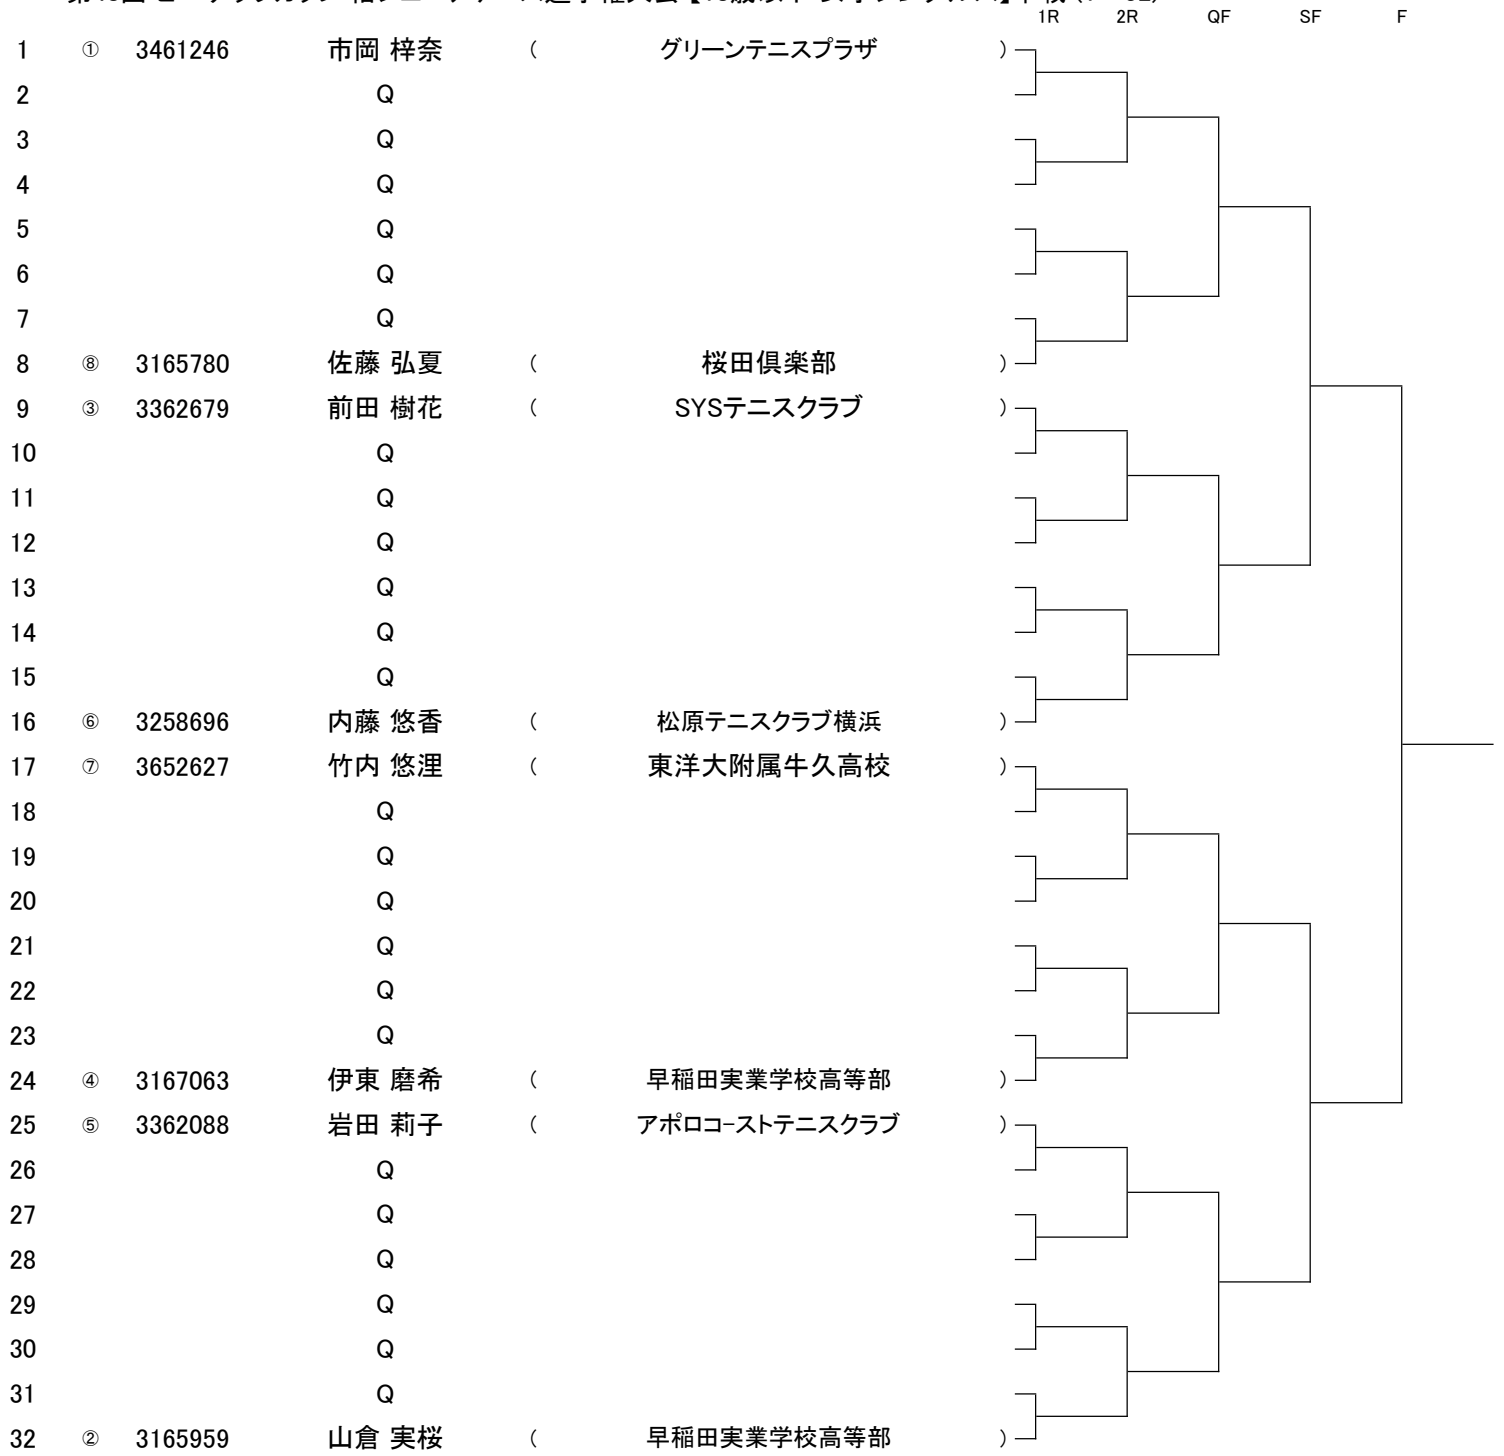 1R 2R QF SF F
1 ① 3461246 市岡 梓奈 ( グリーンテニスプラザ )
2 Q
3 Q
4 Q
5 Q
6 Q
7 Q
8 ⑧ 3165780 佐藤 弘夏 ( 桜田倶楽部 )
9 ③ 3362679 前田 樹花 ( SYSテニスクラブ )
10 Q
11 Q
12 Q
13 Q
14 Q
15 Q
16 ⑥ 3258696 内藤 悠香 ( 松原テニスクラブ横浜 )
17 ⑦ 3652627 竹内 悠浬 ( 東洋大附属牛久高校 )
18 Q
19 Q
20 Q
21 Q
22 Q
23 Q
24 ④ 3167063 伊東 磨希 ( 早稲田実業学校高等部 )
25 ⑤ 3362088 岩田 莉子 ( アポロコーストテニスクラブ )
26 Q
27 Q
28 Q
29 Q
30 Q
31 Q
32 ② 3165959 山倉 実桜 ( 早稲田実業学校高等部 )